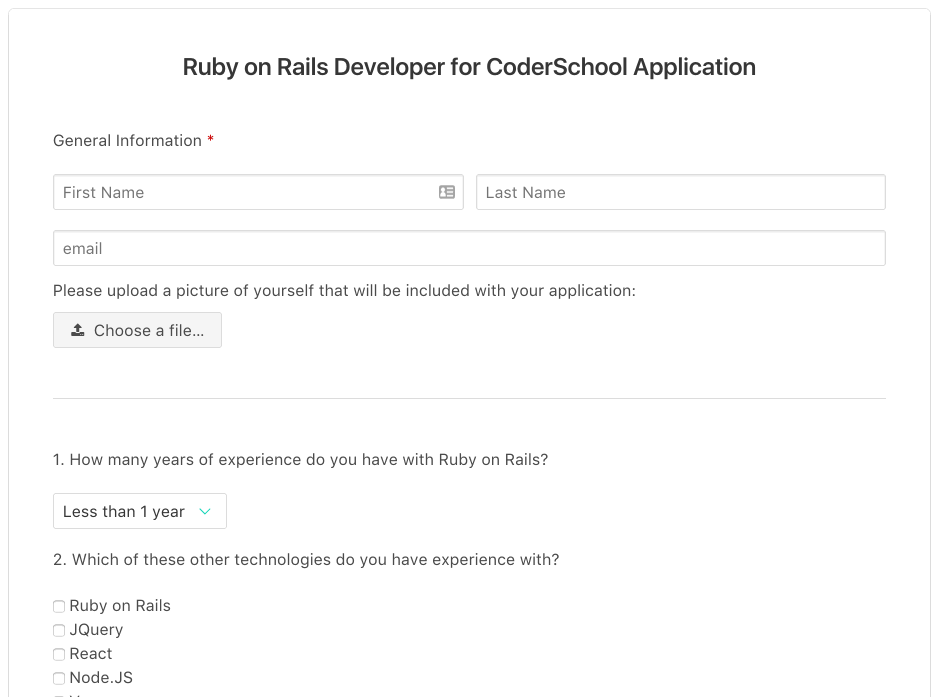 Ruby on Rails Developer for CoderSchool Application
General Information *
First Name
Last Name
email
Please upload a picture of yourself that will be included with your application:
Choose a file...
1. How many years of experience do you have with Ruby on Rails?
Less than 1 year
2. Which of these other technologies do you have experience with?
Ruby on Rails
JQuery
React
Node.JS